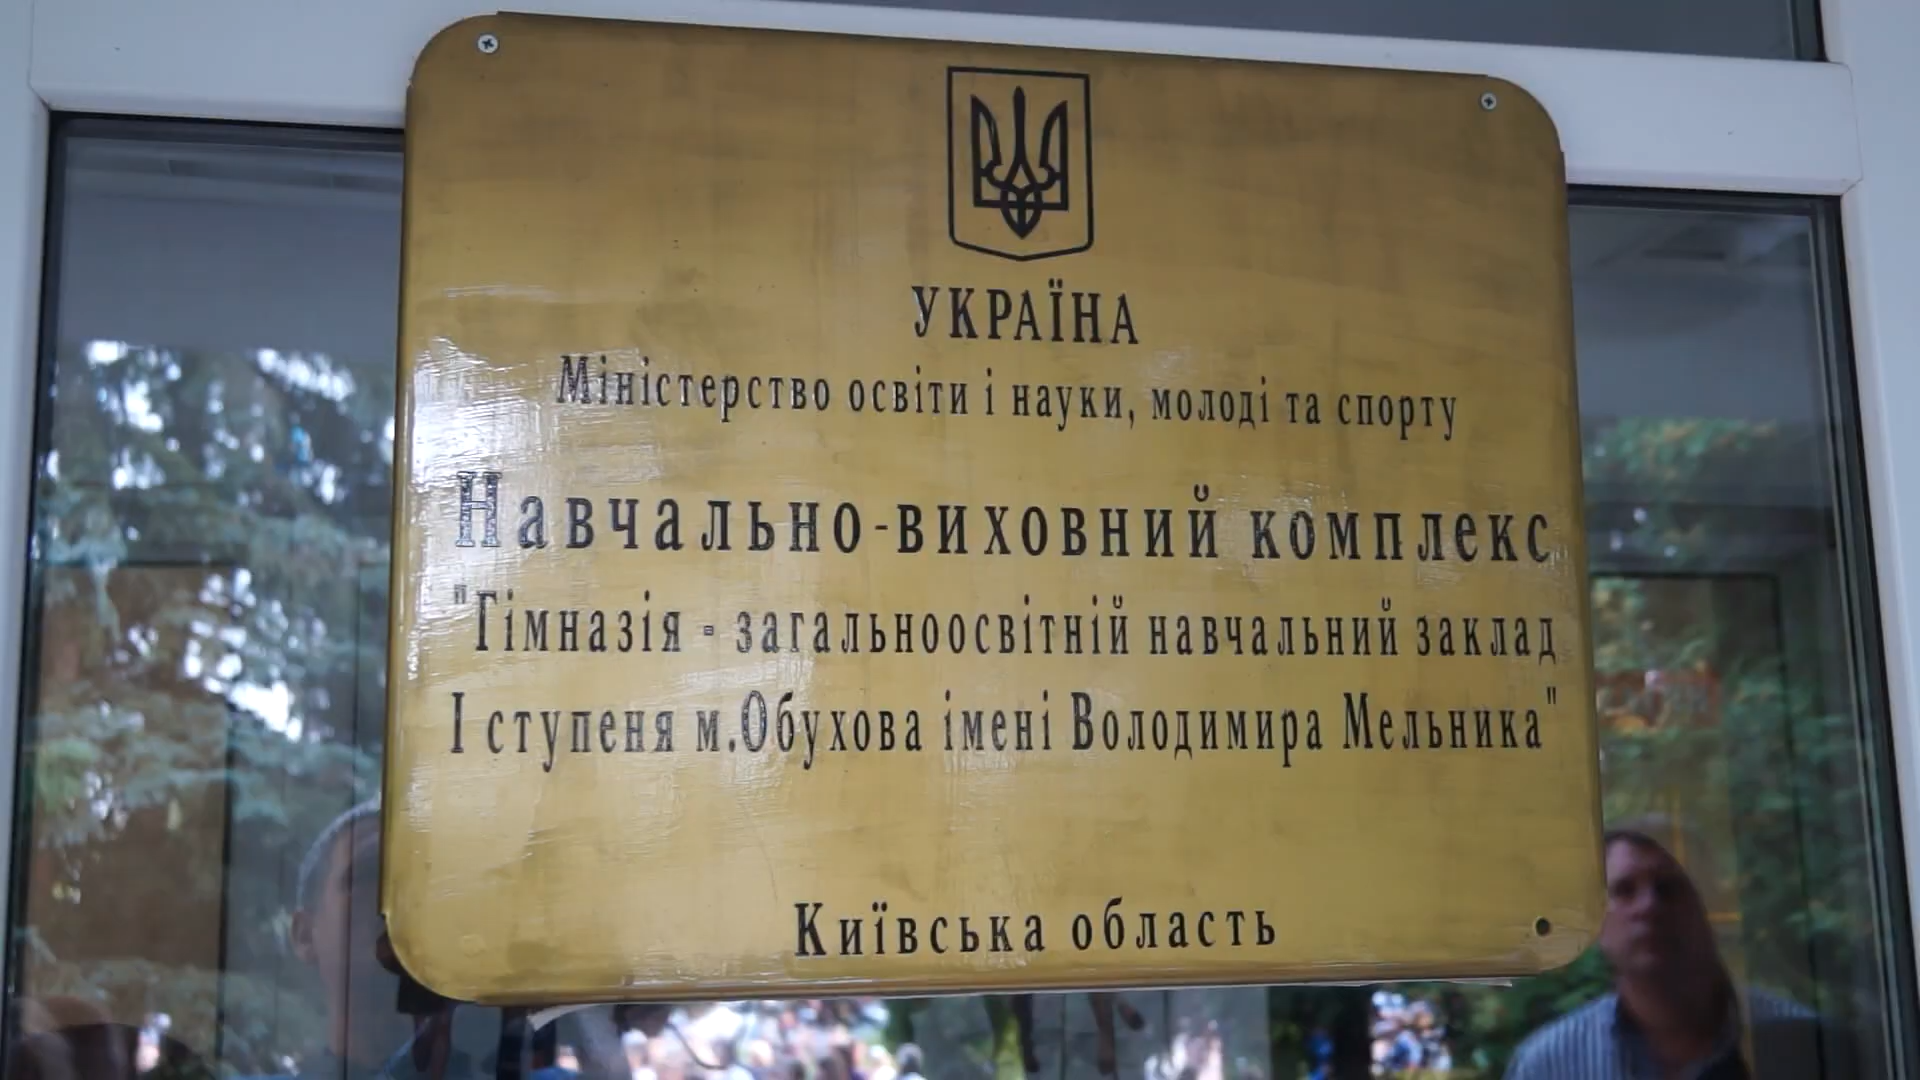 УКРАЇНА
Міністерство освіти і науки, молоді та спорту
Навчально-виховний комплекс
"Гімназія - загальноосвітній навчальний заклад
І ступеня м.Обухова імені Володимира Мельника"
Київська область